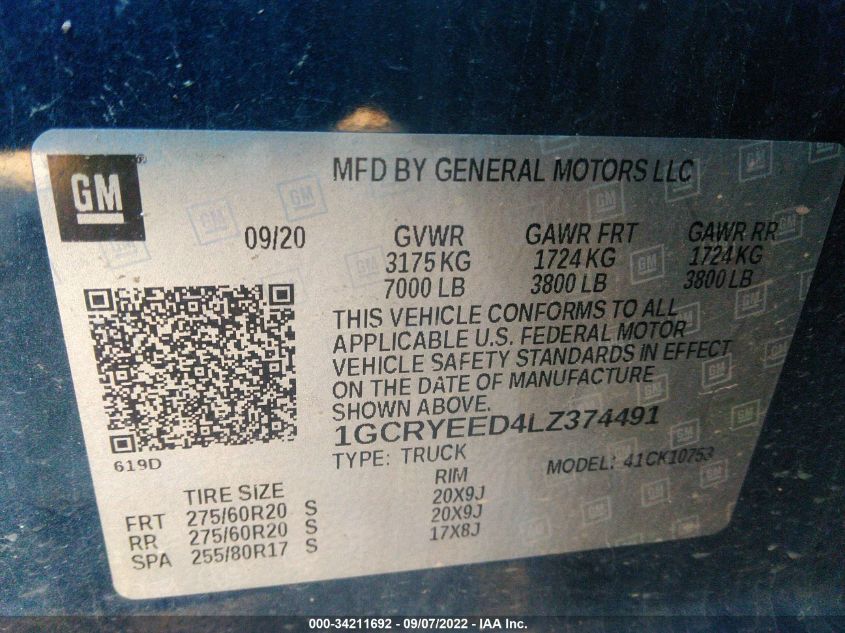 GM ®
MFD BY GENERAL MOTORS LLC
09/20 GVWR GAWR FRT GAWR RR
3175 KG 1724 KG 1724 KG
7000 LB 3800 LB 3800 LB
THIS VEHICLE CONFORMS TO ALL
APPLICABLE U.S. FEDERAL MOTOR
VEHICLE SAFETY STANDARDS IN EFFECT
ON THE DATE OF MANUFACTURE
SHOWN ABOVE.
1GCRYEED4LZ374491
619D
TYPE: TRUCK MODEL: 41CK10753
TIRE SIZE RIM
FRT 275/60R20 S 20X9J
RR 275/60R20 S 20X9J
SPA 255/80R17 S 17X8J
000-34211692 - 09/07/2022 - IAA Inc.